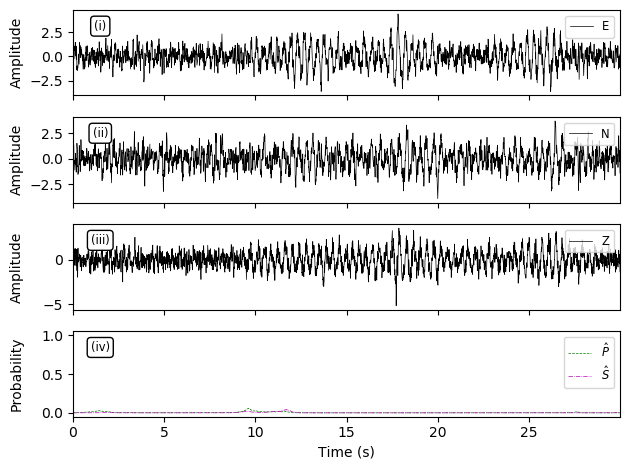 (i)
E
Amplitude
2.5
0.0
−2.5
(ii)
N
Amplitude
2.5
0.0
−2.5
(iii)
Z
Amplitude
0
−5
(iv)
P̂
Ŝ
Probability
1.0
0.5
0.0
0 5 10 15 20 25
Time (s)